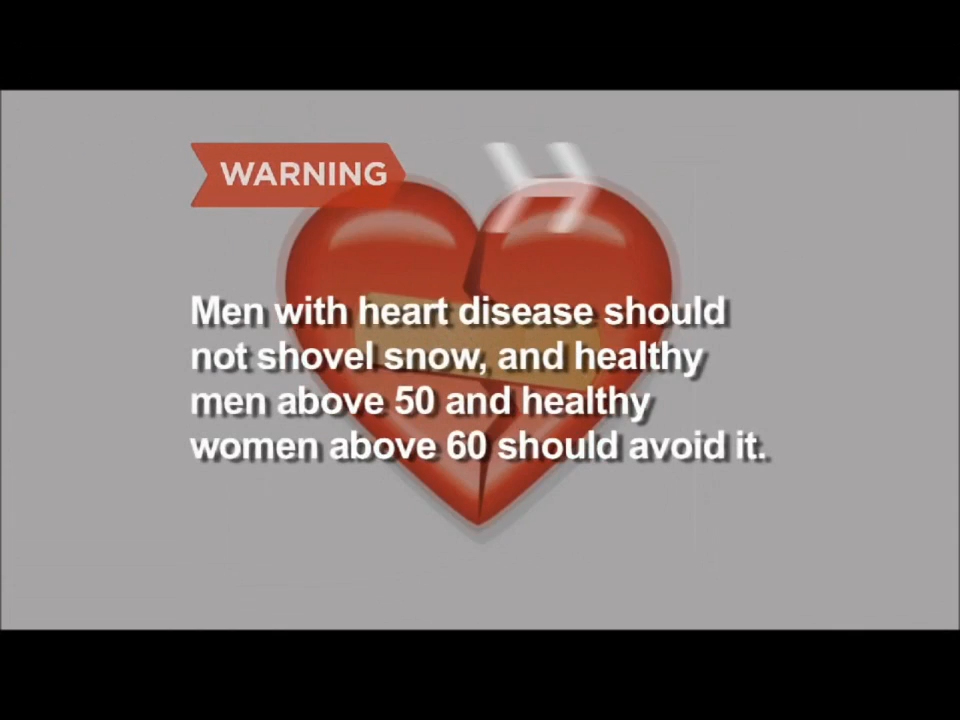 WARNING
Men with heart disease should
not shovel snow, and healthy
men above 50 and healthy
women above 60 should avoid it.